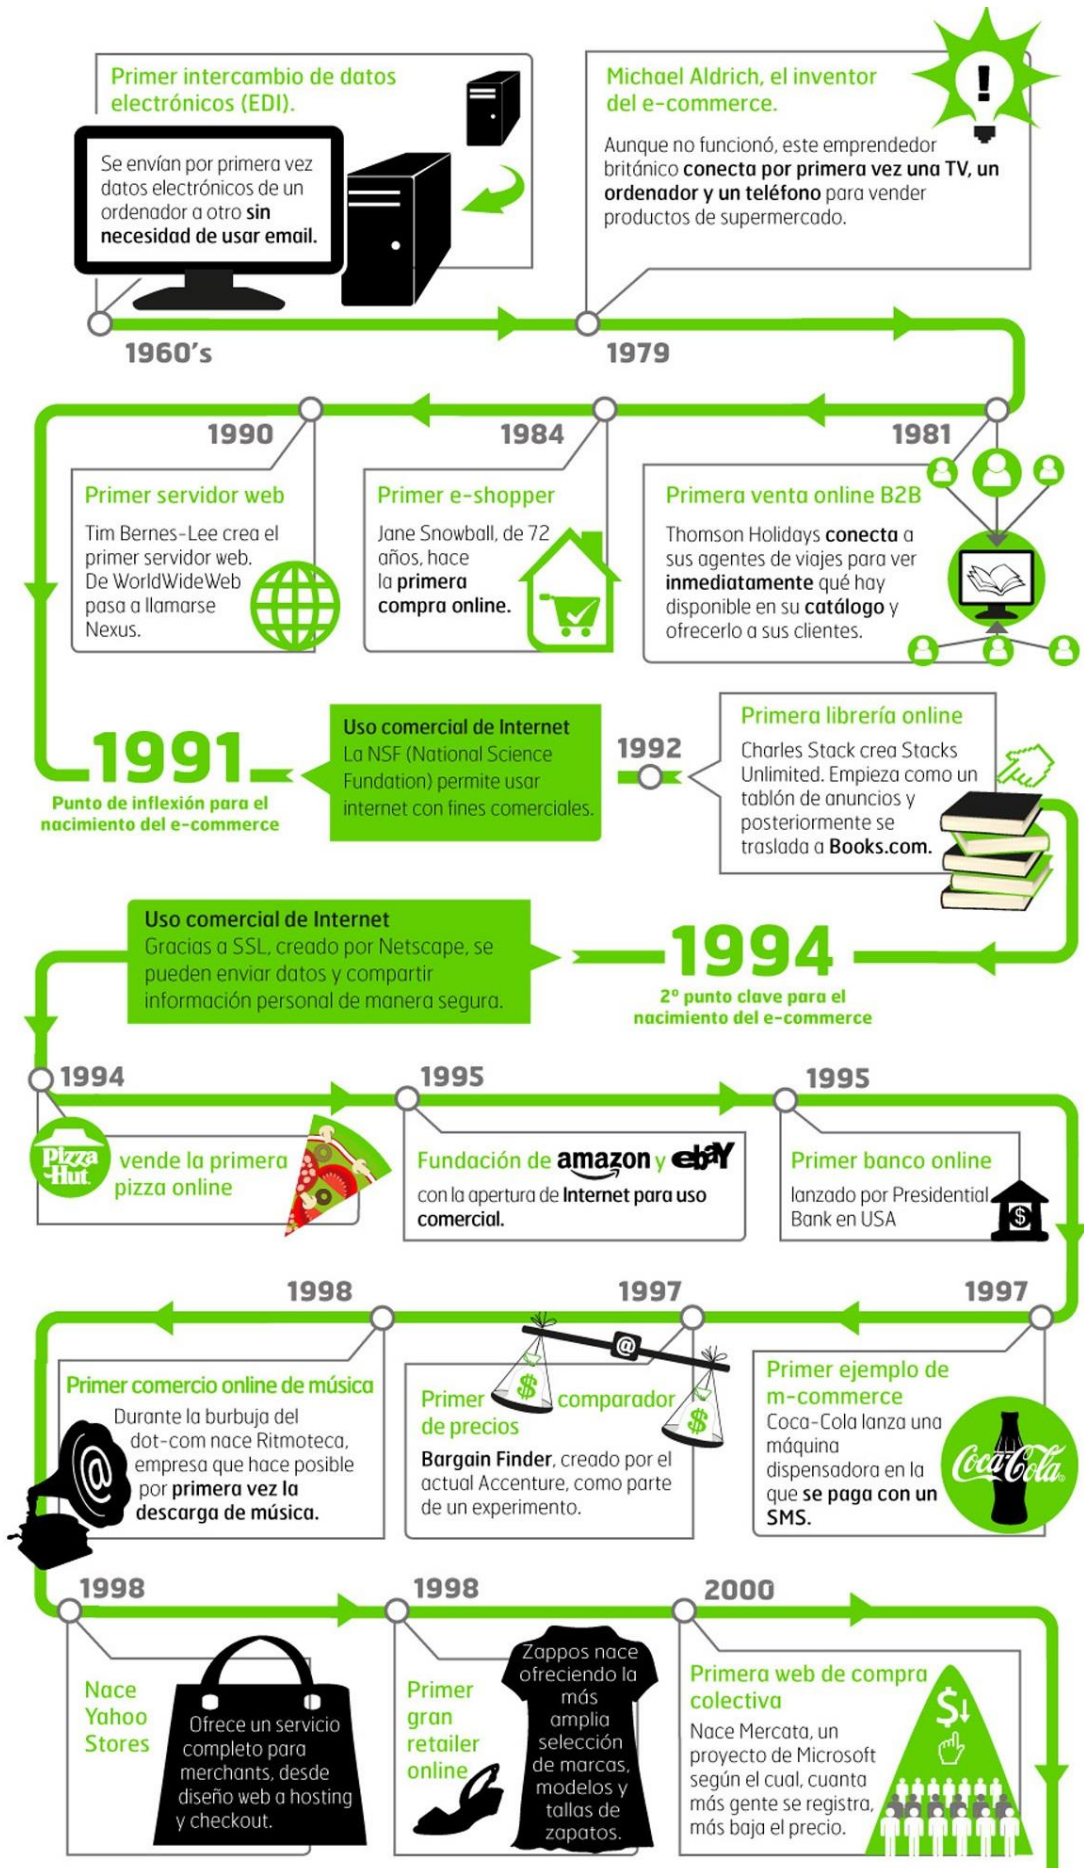 Primer intercambio de datos
electrónicos (EDI).
Se envían por primera vez
datos electrónicos de un
ordenador a otro sin
necesidad de usar email.
1960's
Michael Aldrich, el inventor
del e-commerce.
Aunque no funcionó, este emprendedor
británico conecta por primera vez una TV, un
ordenador y un teléfono para vender
productos de supermercado.
!
1979
1981
Primera venta online B2B
Thomson Holidays conecta a
sus agentes de viajes para ver
inmediatamente qué hay
disponible en su catálogo y
ofrecerlo a sus clientes.
1984
Primer e-shopper
Jane Snowball, de 72
años, hace
la primera
compra online.
1990
Primer servidor web
Tim Bernes-Lee crea el
primer servidor web.
De WorldWideWeb
pasa a llamarse
Nexus.
1991
Punto de inflexión para el
nacimiento del e-commerce
Uso comercial de Internet
La NSF (National Science
Fundation) permite usar
internet con fines comerciales.
1992
Primera librería online
Charles Stack crea Stacks
Unlimited. Empieza como un
tablón de anuncios y
posteriormente se
traslada a Books.com.
1994
2º punto clave para el
nacimiento del e-commerce
Uso comercial de Internet
Gracias a SSL, creado por Netscape, se
pueden enviar datos y compartir
información personal de manera segura.
1994
Pizza
Hut.
vende la primera
pizza online
1995
Fundación de amazon y ebay
con la apertura de Internet para uso
comercial.
1995
Primer banco online
lanzado por Presidential
Bank en USA
$
1997
Primer ejemplo de
m-commerce
Coca-Cola lanza una
máquina
dispensadora en la
que se paga con un
SMS.
Coca-Cola
1997
@
$
$
Primer comparador
de precios
Bargain Finder, creado por el
actual Accenture, como parte
de un experimento.
1998
Primer comercio online de música
Durante la burbuja del
dot-com nace Ritmoteca,
empresa que hace posible
por primera vez la
descarga de música.
@
1998
Nace
Yahoo
Stores
Ofrece un servicio
completo para
merchants, desde
diseño web a hosting
y checkout.
1998
Primer
gran
retailer
online
Zappos nace
ofreciendo la
más
amplia
selección
de marcas,
modelos y
tallas de
zapatos.
2000
Primera web de compra
colectiva
Nace Mercata, un
proyecto de Microsoft
según el cual, cuanta
más gente se registra,
más baja el precio.
$